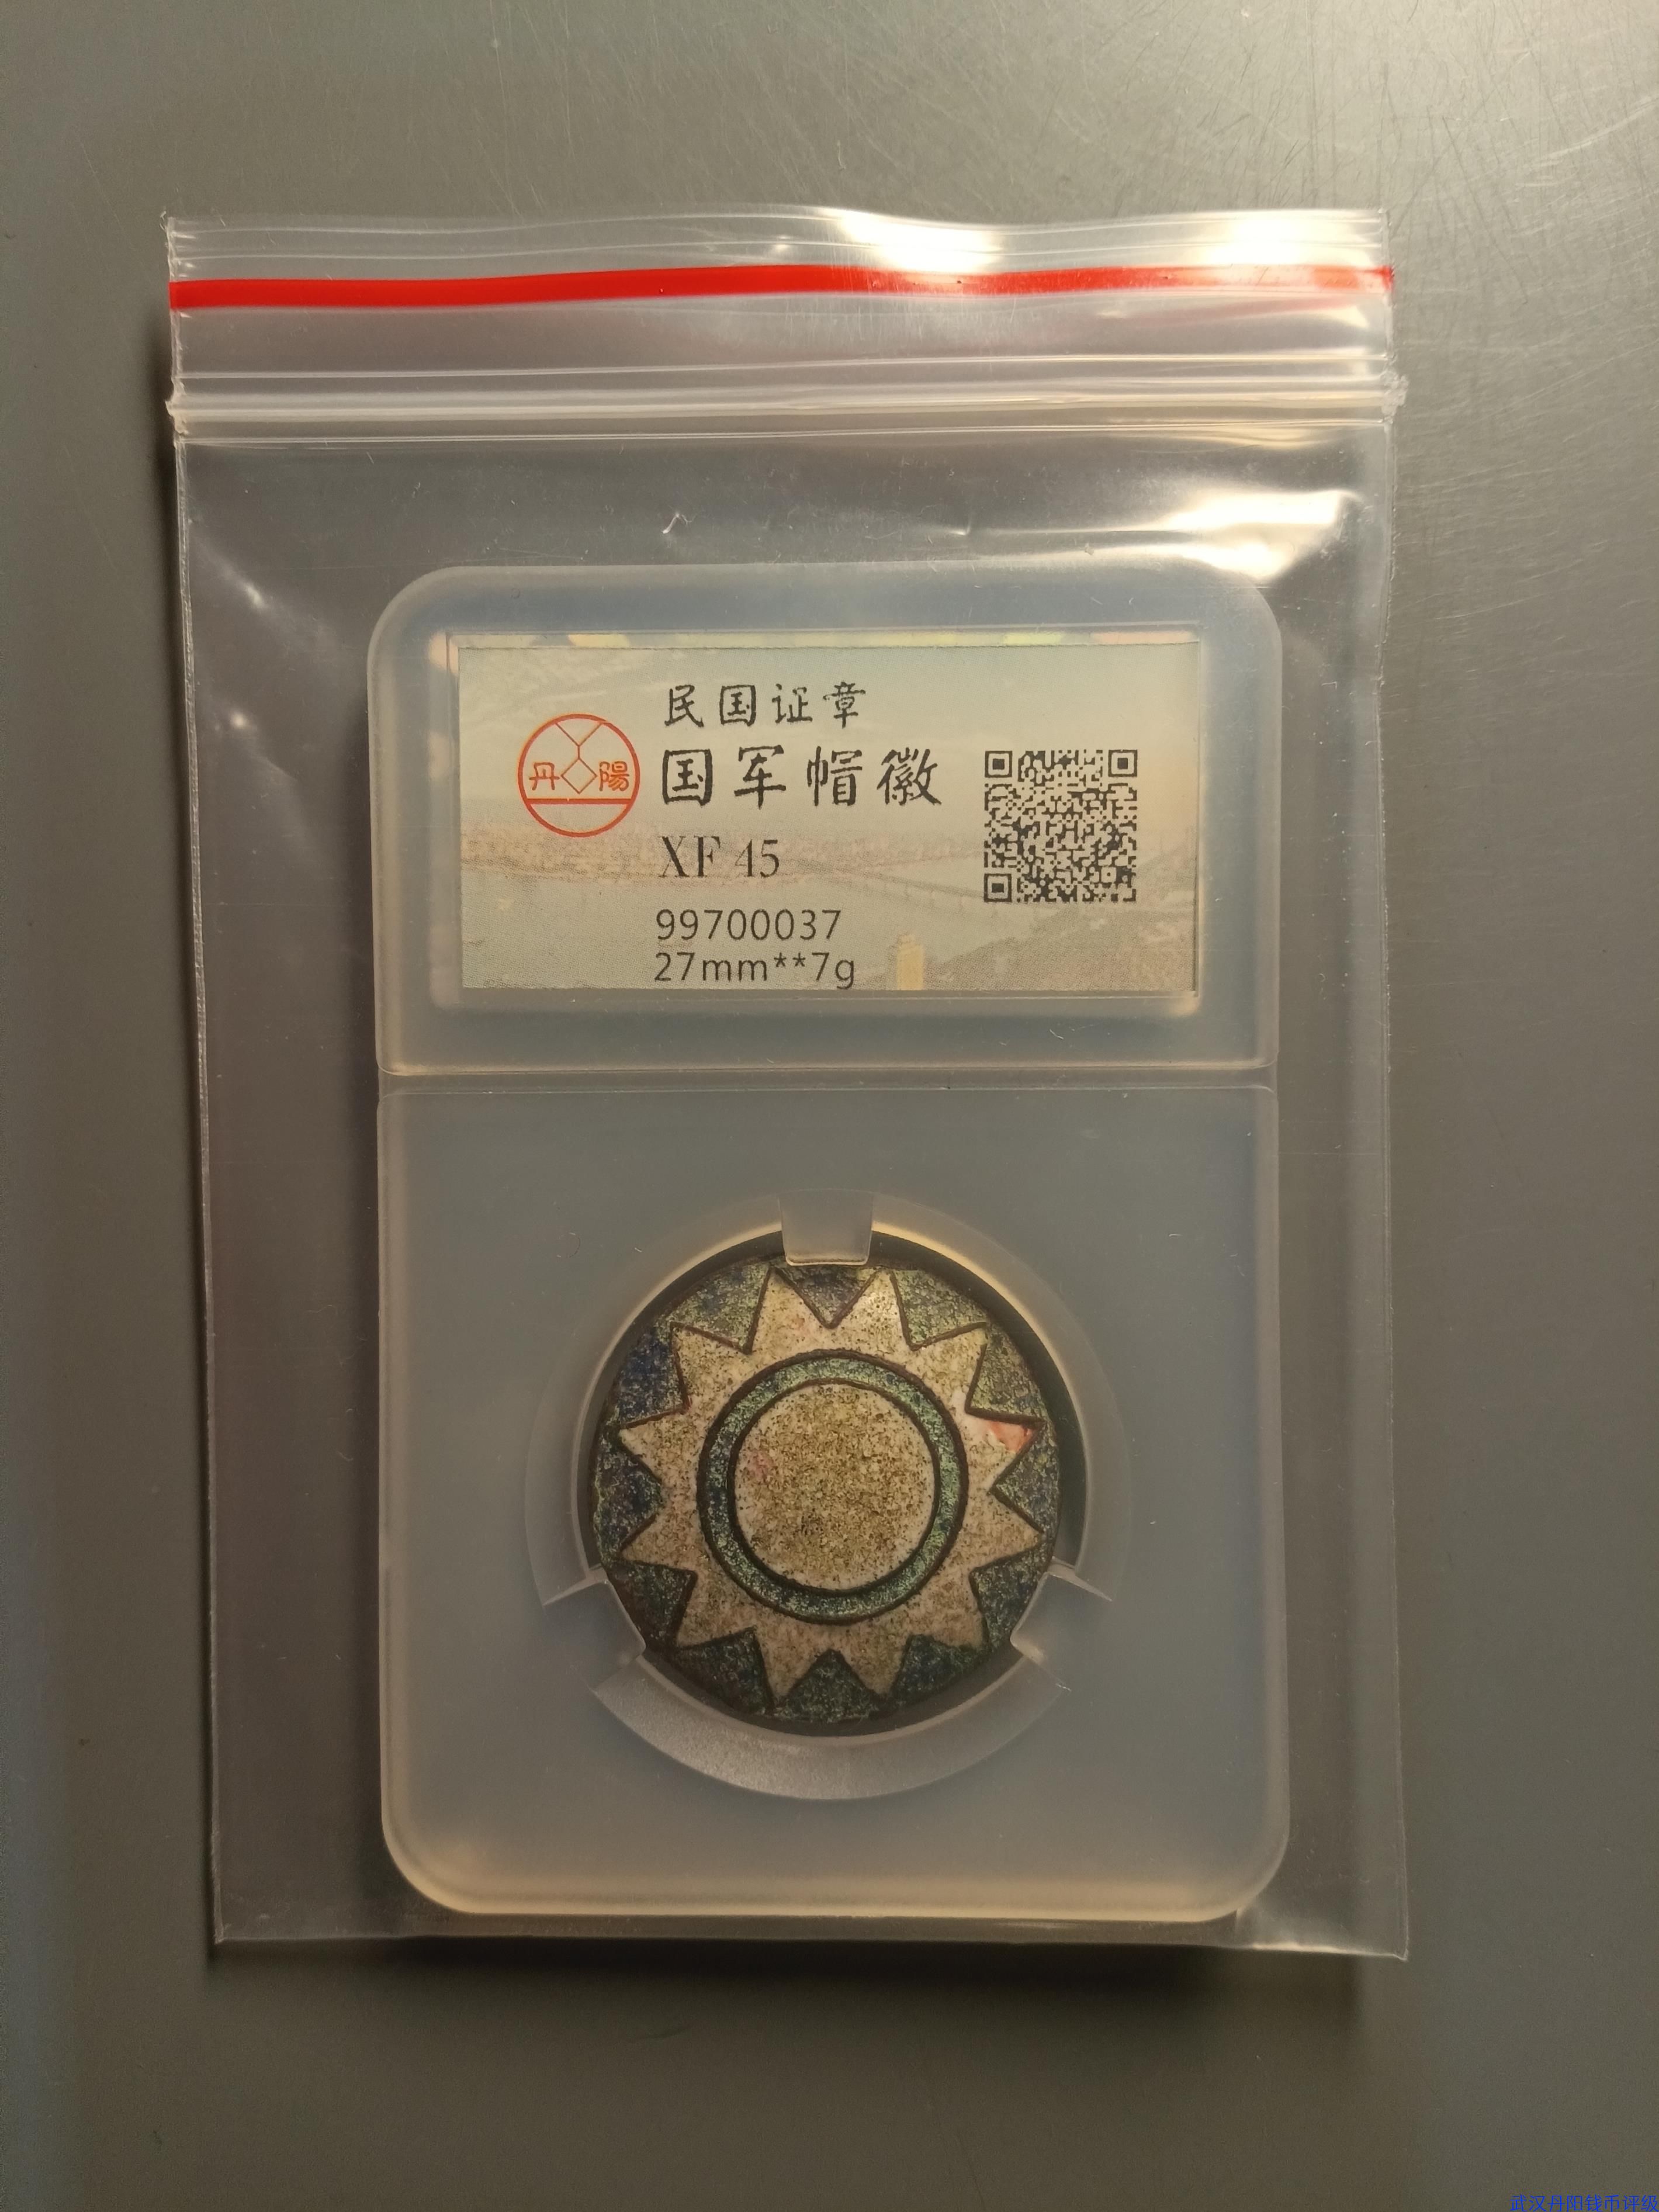 民国证章
丹陽
国军帽徽
XF 45
99700037
27mm**7g
武汉丹阳钱币评级